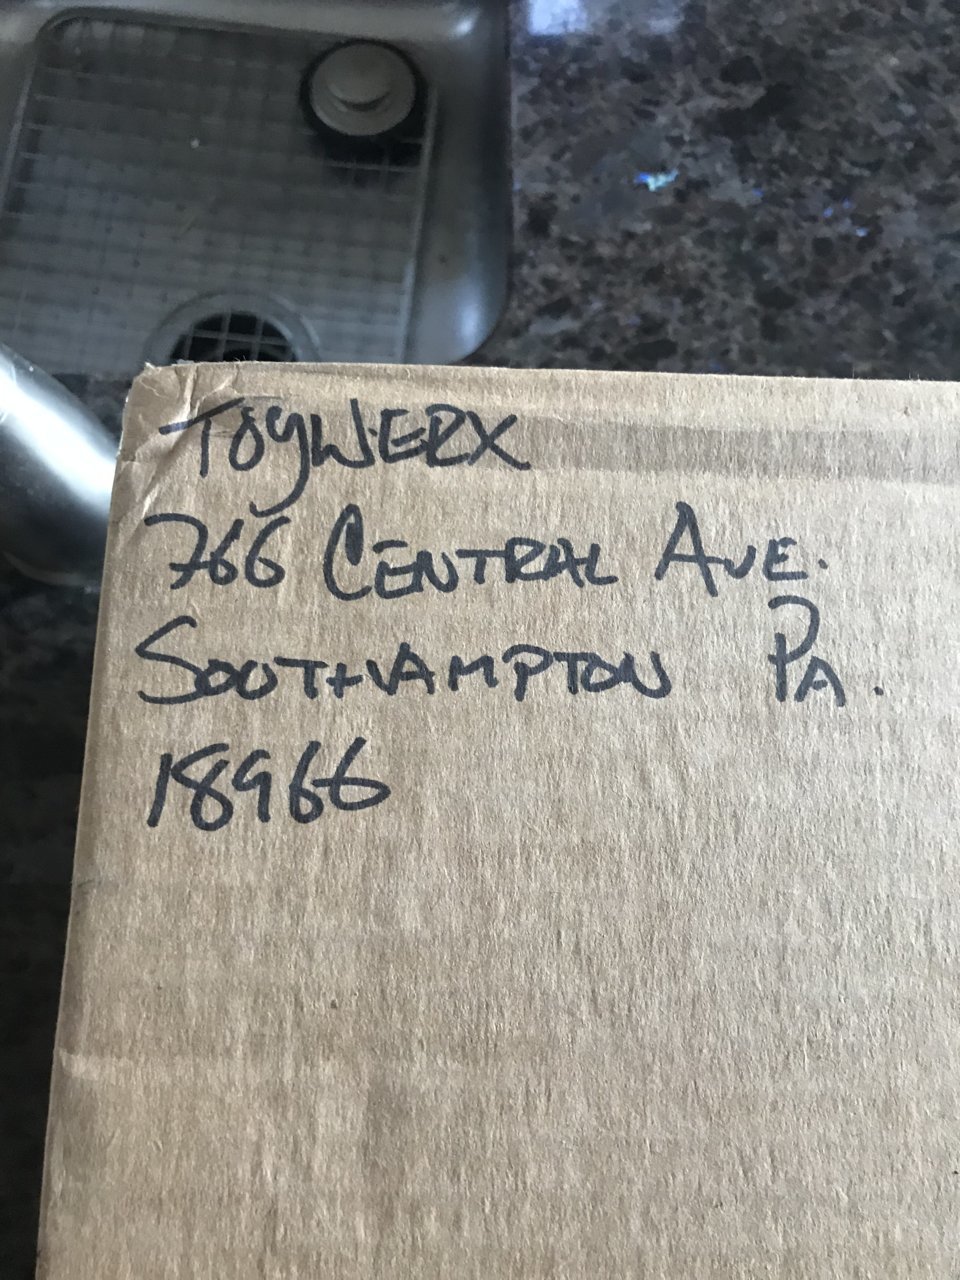 TOYWERX
766 CENTRAL AVE.
SOUTHAMPTON PA.
18966